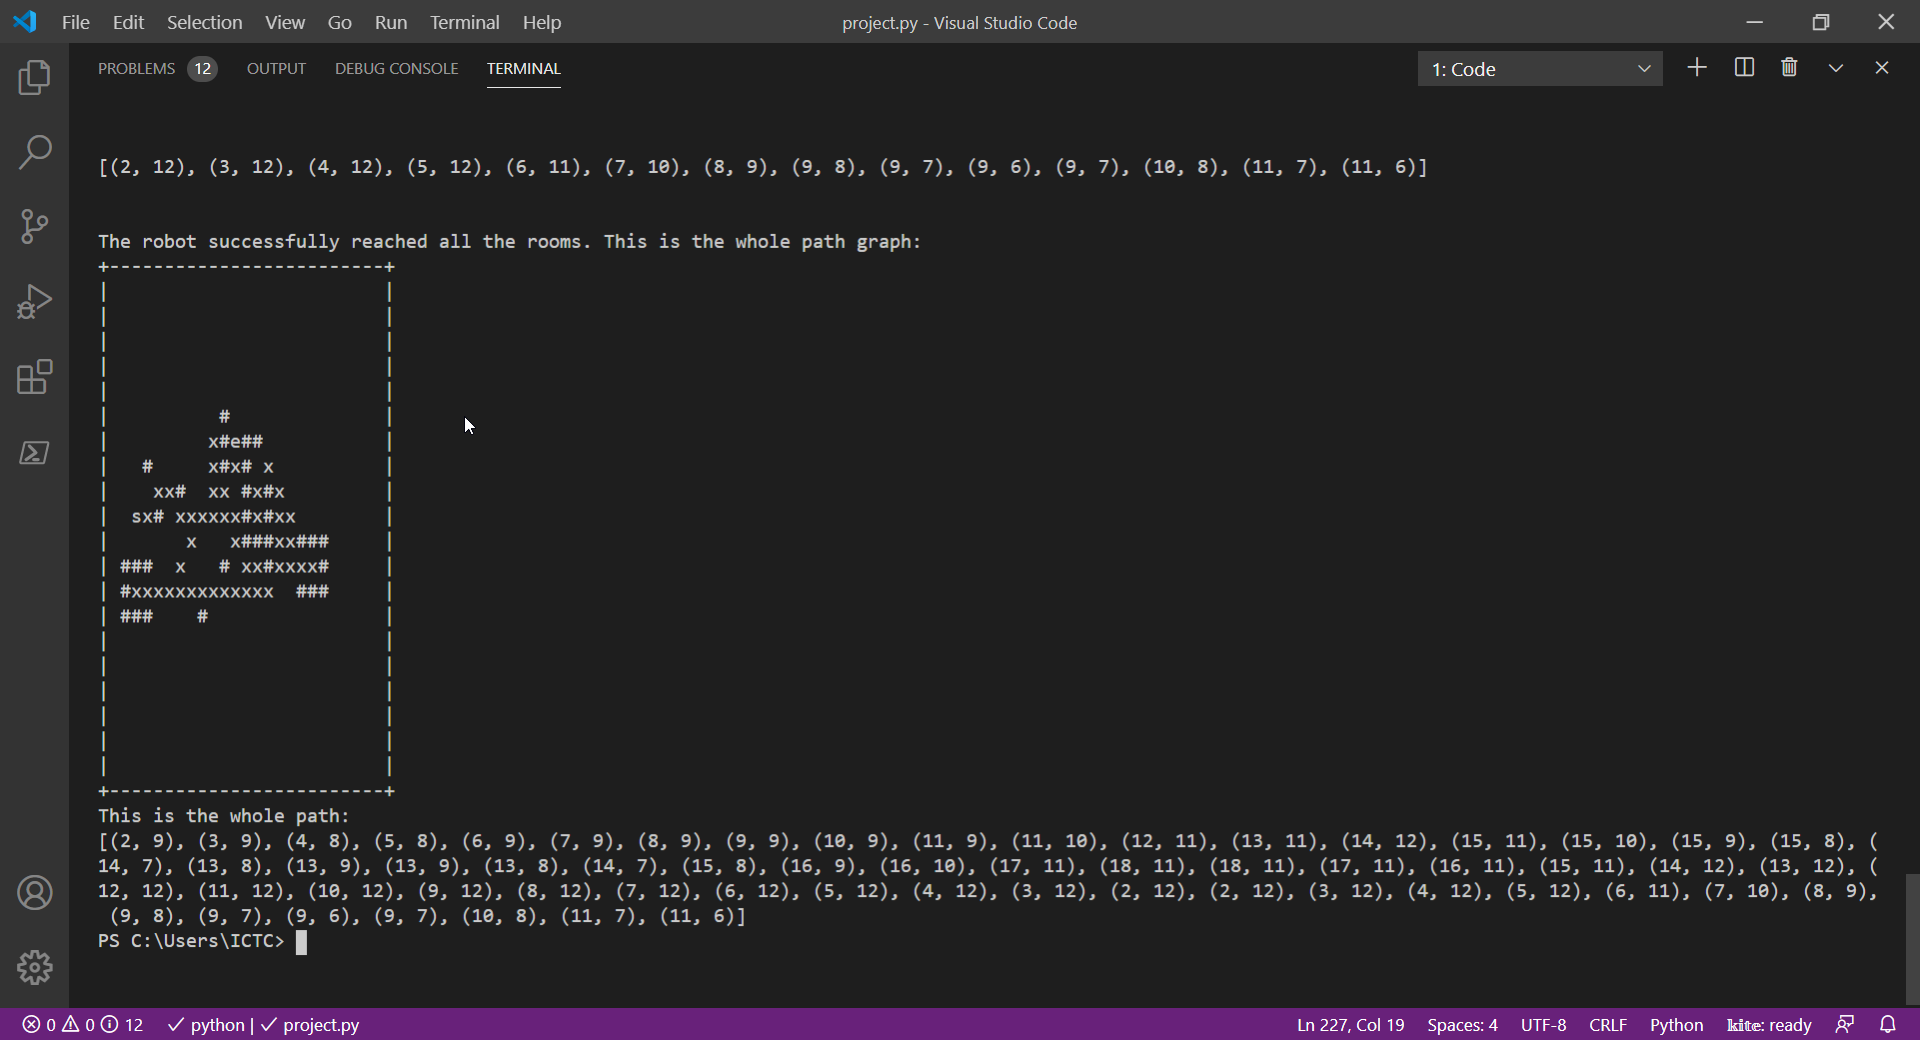 File Edit Selection View Go Run Terminal Help project.py - Visual Studio Code
PROBLEMS 12 OUTPUT DEBUG CONSOLE TERMINAL 1: Code
[(2, 12), (3, 12), (4, 12), (5, 12), (6, 11), (7, 10), (8, 9), (9, 8), (9, 7), (9, 6), (9, 7), (10, 8), (11, 7), (11, 6)]
The robot successfully reached all the rooms. This is the whole path graph:
+-------------------------+
|                         |
|                         |
|                         |
|                         |
|                         |
|          #              |
|         x#e##           |
|   #     x#x# x          |
|    xx#  xx #x#x         |
|  sx# xxxxxx#x#xx        |
|       x   x###xx###     |
| ###  x   # xx#xxxx#     |
| #xxxxxxxxxxxxx  ###     |
| ###    #                |
|                         |
|                         |
|                         |
|                         |
|                         |
|                         |
+-------------------------+
This is the whole path:
[(2, 9), (3, 9), (4, 8), (5, 8), (6, 9), (7, 9), (8, 9), (9, 9), (10, 9), (11, 9), (11, 10), (12, 11), (13, 11), (14, 12), (15, 11), (15, 10), (15, 9), (15, 8), (
14, 7), (13, 8), (13, 9), (13, 9), (13, 8), (14, 7), (15, 8), (16, 9), (16, 10), (17, 11), (18, 11), (18, 11), (17, 11), (16, 11), (15, 11), (14, 12), (13, 12), (
12, 12), (11, 12), (10, 12), (9, 12), (8, 12), (7, 12), (6, 12), (5, 12), (4, 12), (3, 12), (2, 12), (2, 12), (3, 12), (4, 12), (5, 12), (6, 11), (7, 10), (8, 9),
 (9, 8), (9, 7), (9, 6), (9, 7), (10, 8), (11, 7), (11, 6)]
PS C:\Users\ICTC>
0 0 12 python | project.py Ln 227, Col 19 Spaces: 4 UTF-8 CRLF Python kite: ready